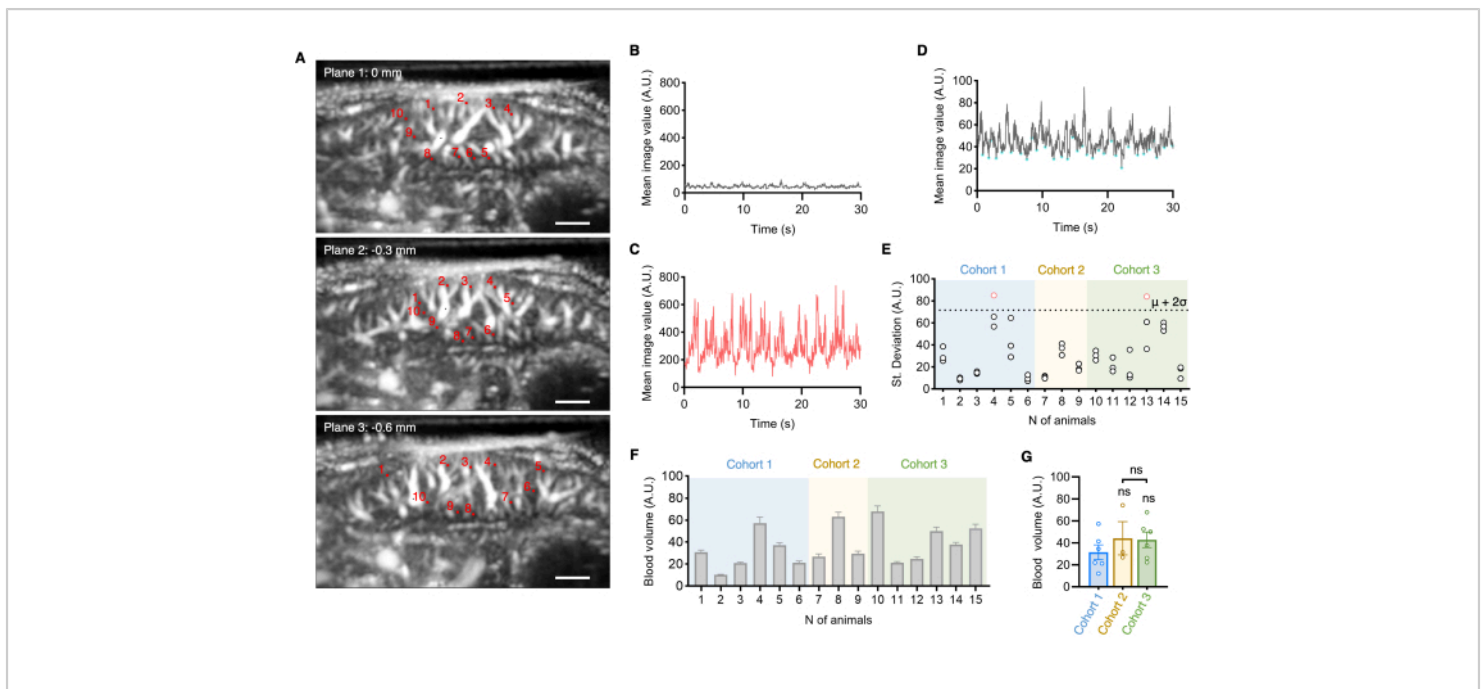 A
Plane 1: 0 mm
1
2
3
4
10
9
8
7
6
5
Plane 2: -0.3 mm
1
2
3
4
5
10
9
8
7
6
Plane 3: -0.6 mm
1
2
3
4
5
6
10
9
8
7
B
Mean image value (A.U.)
800
600
400
200
0
0 10 20 30
Time (s)
C
Mean image value (A.U.)
800
600
400
200
0
0 10 20 30
Time (s)
D
Mean image value (A.U.)
100
80
60
40
20
0
0 10 20 30
Time (s)
E
Cohort 1 Cohort 2 Cohort 3
St. Deviation (A.U.)
100
80
60
40
20
0
μ + 2σ
1 2 3 4 5 6 7 8 9 10 11 12 13 14 15
N of animals
F
Cohort 1 Cohort 2 Cohort 3
Blood volume (A.U.)
100
80
60
40
20
0
1 2 3 4 5 6 7 8 9 10 11 12 13 14 15
N of animals
G
Blood volume (A.U.)
100
80
60
40
20
0
ns
ns ns
Cohort 1
Cohort 2
Cohort 3